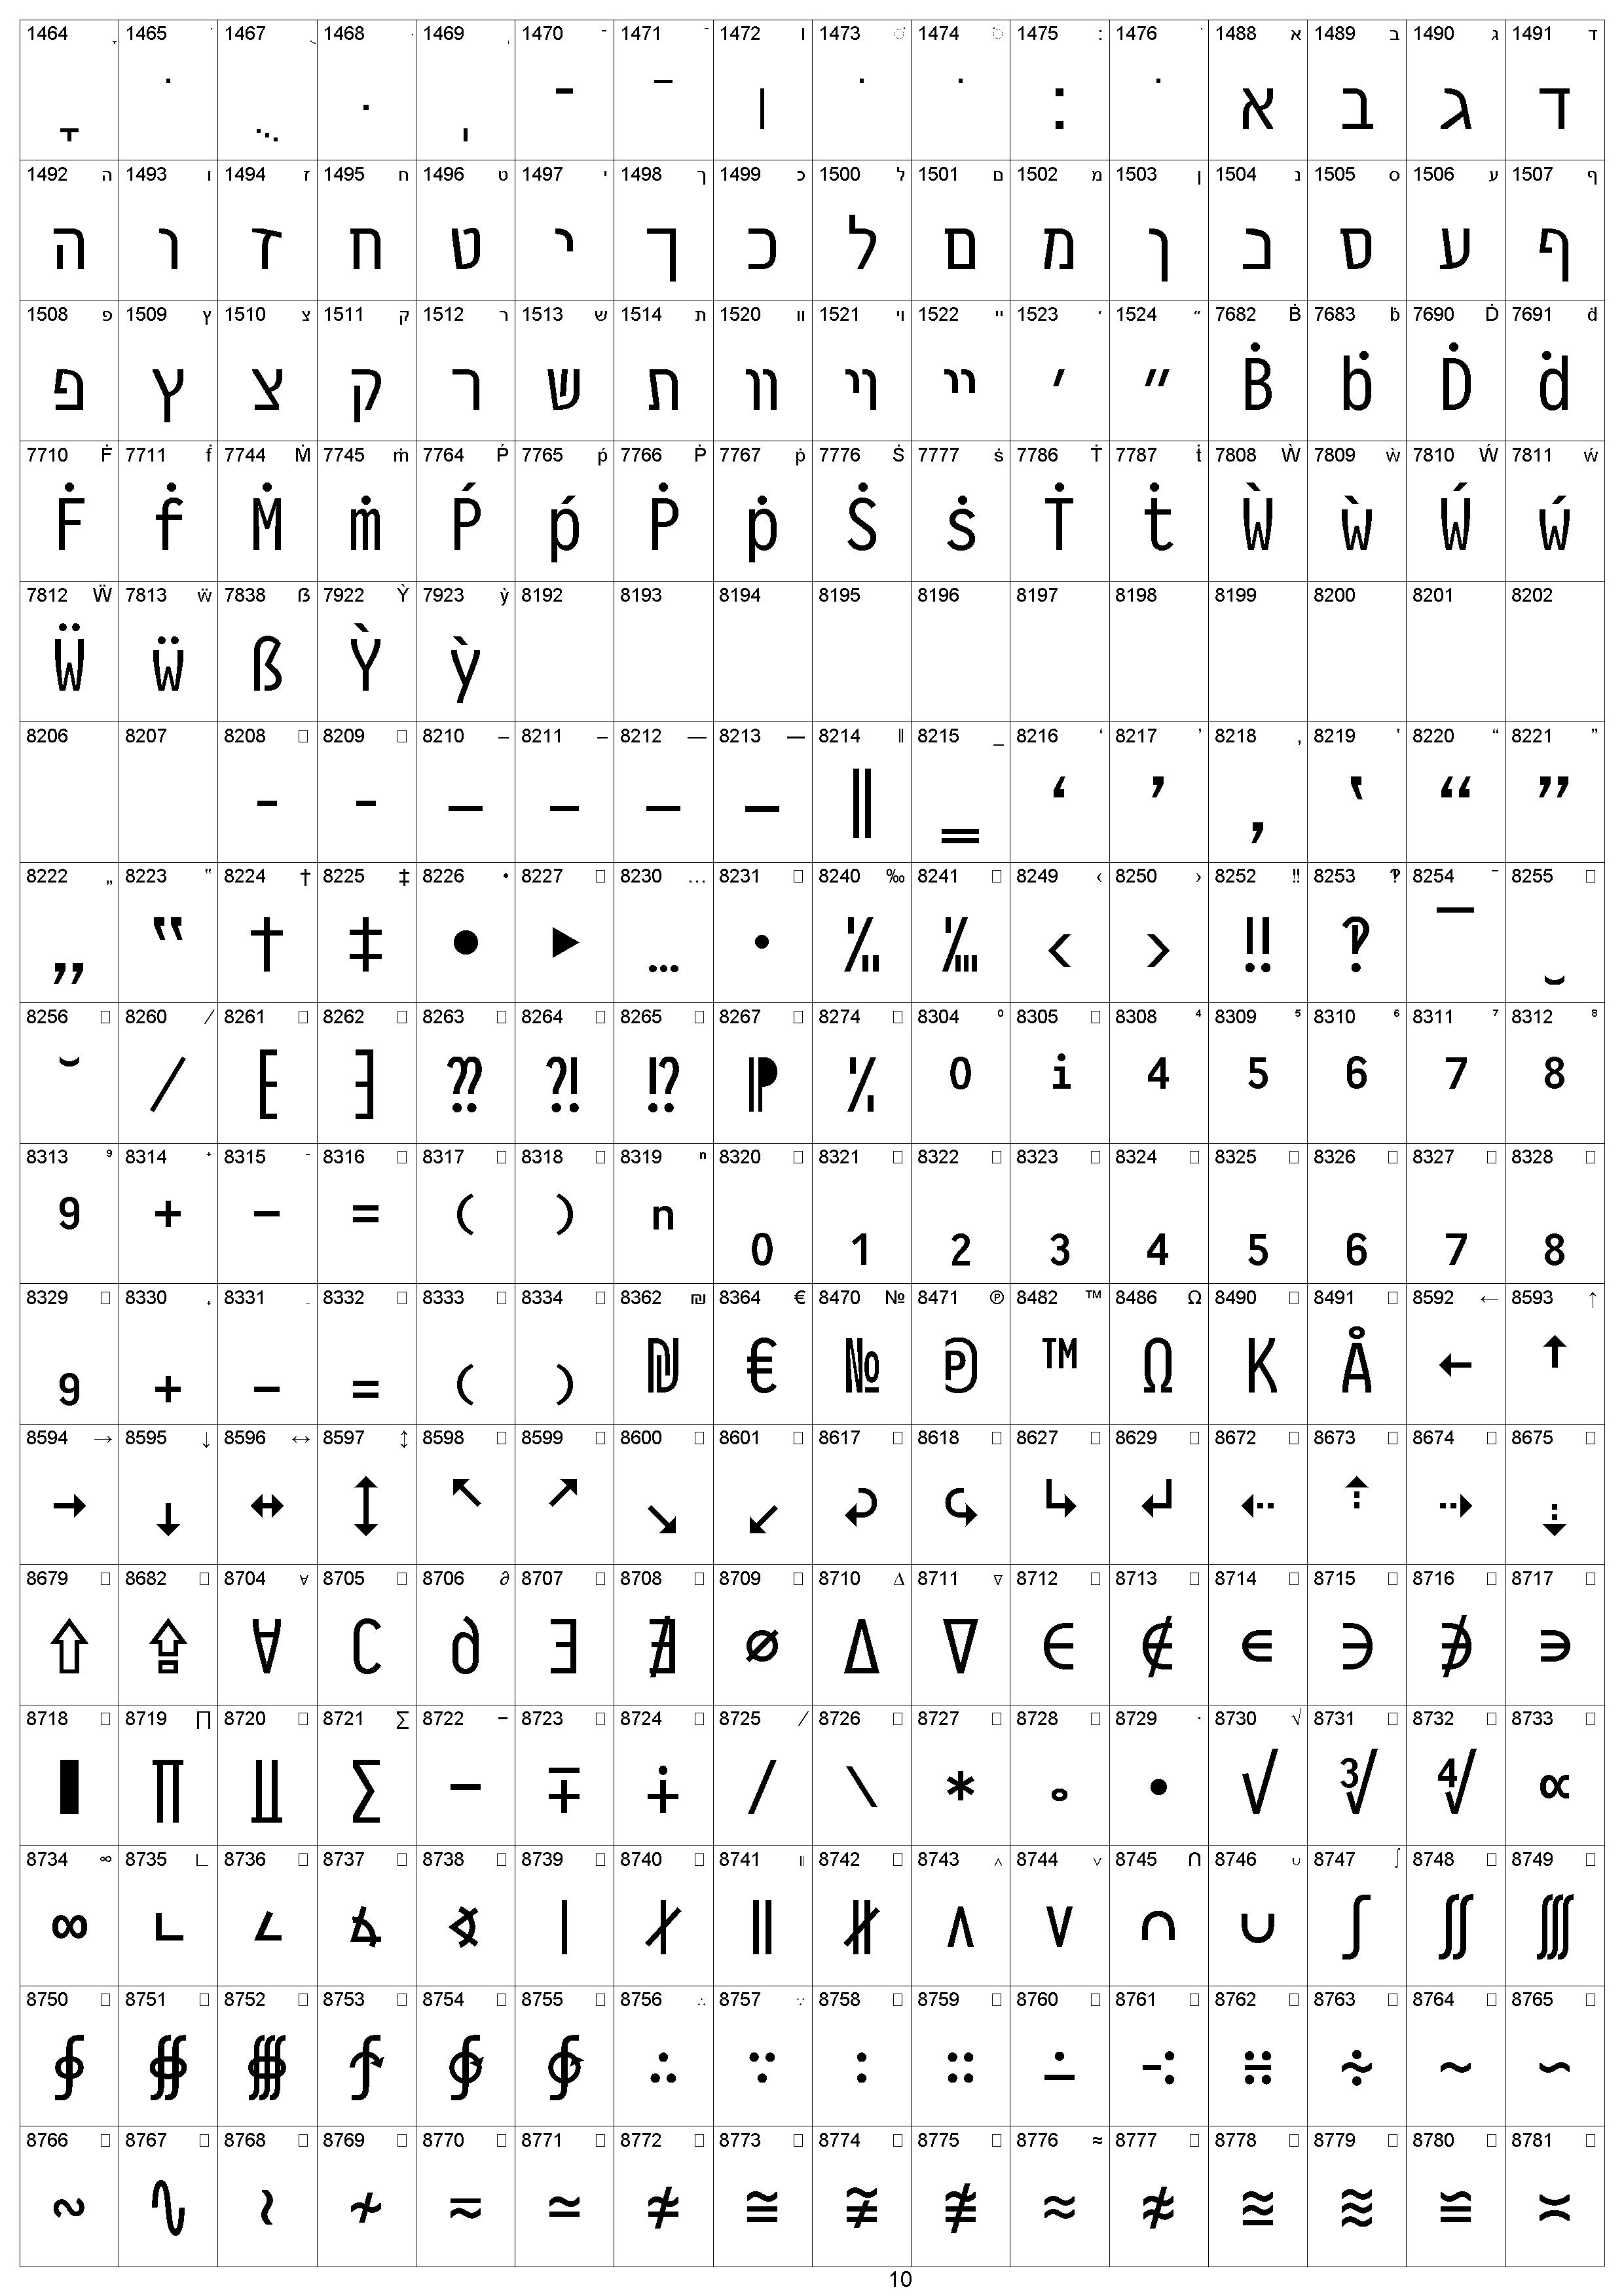 1464 ָ 1465 ֹ 1467 ֻ 1468 ּ 1469 ֽ 1470 ־ 1471 ֿ 1472 ׀ 1473 ׁ 1474 ׂ 1475 ׃ 1476 ׄ 1488 א 1489 ב 1490 ג 1491 ד
ָ ֹ ֻ ּ ֽ ־ ֿ ׀ ׁ ׂ ׃ ׄ א ב ג ד
1492 ה 1493 ו 1494 ז 1495 ח 1496 ט 1497 י 1498 ך 1499 כ 1500 ל 1501 ם 1502 מ 1503 ן 1504 נ 1505 ס 1506 ע 1507 ף
ה ו ז ח ט י ך כ ל ם מ ן נ ס ע ף
1508 פ 1509 ץ 1510 צ 1511 ק 1512 ר 1513 ש 1514 ת 1520 װ 1521 ױ 1522 ײ 1523 ׳ 1524 ״ 7682 Ḃ 7683 ḃ 7690 Ḋ 7691 ḋ
פ ץ צ ק ר ש ת װ ױ ײ ׳ ״ Ḃ ḃ Ḋ ḋ
7710 Ḟ 7711 ḟ 7744 Ṁ 7745 ṁ 7764 Ṕ 7765 ṕ 7766 Ṗ 7767 ṗ 7776 Ṡ 7777 ṡ 7786 Ṫ 7787 ṫ 7808 Ẁ 7809 ẁ 7810 Ẃ 7811 ẃ
Ḟ ḟ Ṁ ṁ Ṕ ṕ Ṗ ṗ Ṡ ṡ Ṫ ṫ Ẁ ẁ Ẃ ẃ
7812 Ẅ 7813 ẅ 7838 ẞ 7922 Ỳ 7923 ỳ 8192 8193 8194 8195 8196 8197 8198 8199 8200 8201 8202
Ẅ ẅ ẞ Ỳ ỳ
8206 8207 8208 □ 8209 □ 8210 ‒ 8211 – 8212 — 8213 ― 8214 ‖ 8215 ‗ 8216 ‘ 8217 ’ 8218 ‚ 8219 ‛ 8220 “ 8221 ”
‐ ‑ ‒ – — ― ‖ ‗ ‘ ’ ‚ ‛ “ ”
8222 „ 8223 ‟ 8224 † 8225 ‡ 8226 • 8227 □ 8230 … 8231 □ 8240 ‰ 8241 □ 8249 ‹ 8250 › 8252 ‼ 8253 ‽ 8254 ‾ 8255 □
„ ‟ † ‡ • ‣ … ‧ ‰ ‱ ‹ › ‼ ‽ ‾ ‿
8256 □ 8260 ⁄ 8261 □ 8262 □ 8263 □ 8264 □ 8265 □ 8267 □ 8274 □ 8304 ⁰ 8305 □ 8308 ⁴ 8309 ⁵ 8310 ⁶ 8311 ⁷ 8312 ⁸
⁀ ⁄ ⁅ ⁆ ⁇ ⁈ ⁉ ⁋ ⁒ ⁰ ⁱ ⁴ ⁵ ⁶ ⁷ ⁸
8313 ⁹ 8314 ⁺ 8315 ⁻ 8316 □ 8317 □ 8318 □ 8319 ⁿ 8320 □ 8321 □ 8322 □ 8323 □ 8324 □ 8325 □ 8326 □ 8327 □ 8328 □
⁹ ⁺ ⁻ ⁼ ⁽ ⁾ ⁿ ₀ ₁ ₂ ₃ ₄ ₅ ₆ ₇ ₈
8329 □ 8330 ₊ 8331 ₋ 8332 □ 8333 □ 8334 □ 8362 ₪ 8364 € 8470 № 8471 ℗ 8482 ™ 8486 Ω 8490 □ 8491 □ 8592 ← 8593 ↑
₉ ₊ ₋ ₌ ₍ ₎ ₪ € № ℗ ™ Ω K Å ← ↑
8594 → 8595 ↓ 8596 ↔ 8597 ↕ 8598 □ 8599 □ 8600 □ 8601 □ 8617 □ 8618 □ 8627 □ 8629 □ 8672 □ 8673 □ 8674 □ 8675 □
→ ↓ ↔ ↕ ↖ ↗ ↘ ↙ ↩ ↪ ↳ ↵ ⇠ ⇡ ⇢ ⇣
8679 □ 8682 □ 8704 ∀ 8705 □ 8706 ∂ 8707 □ 8708 □ 8709 □ 8710 ∆ 8711 ∇ 8712 □ 8713 □ 8714 □ 8715 □ 8716 □ 8717 □
⇧ ⇪ ∀ ∁ ∂ ∃ ∄ ∅ ∆ ∇ ∈ ∉ ∊ ∋ ∌ ∍
8718 □ 8719 ∏ 8720 □ 8721 ∑ 8722 − 8723 □ 8724 □ 8725 ∕ 8726 □ 8727 □ 8728 □ 8729 ∙ 8730 √ 8731 □ 8732 □ 8733 □
∎ ∏ ∐ ∑ − ∓ ∔ ∕ ∖ ∗ ∘ ∙ √ ∛ ∜ ∝
8734 ∞ 8735 ∟ 8736 □ 8737 □ 8738 □ 8739 □ 8740 □ 8741 ∥ 8742 □ 8743 ∧ 8744 ∨ 8745 ∩ 8746 ∪ 8747 ∫ 8748 □ 8749 □
∞ ∟ ∠ ∡ ∢ ∣ ∤ ∥ ∦ ∧ ∨ ∩ ∪ ∫ ∬ ∭
8750 □ 8751 □ 8752 □ 8753 □ 8754 □ 8755 □ 8756 ∴ 8757 ∵ 8758 □ 8759 □ 8760 □ 8761 □ 8762 □ 8763 □ 8764 □ 8765 □
∮ ∯ ∰ ∱ ∲ ∳ ∴ ∵ ∶ ∷ ∸ ∹ ∺ ∻ ∼ ∽
8766 □ 8767 □ 8768 □ 8769 □ 8770 □ 8771 □ 8772 □ 8773 □ 8774 □ 8775 □ 8776 ≈ 8777 □ 8778 □ 8779 □ 8780 □ 8781 □
∾ ∿ ≀ ≁ ≂ ≃ ≄ ≅ ≆ ≇ ≈ ≉ ≊ ≋ ≌ ≍
10